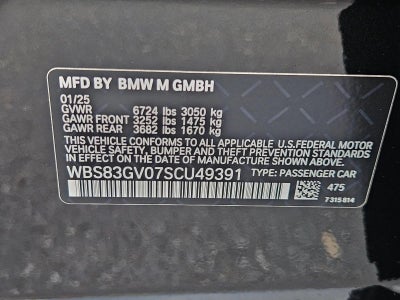 MFD BY BMW M GMBH
01/25
GVWR 6724 lbs 3050 kg
GAWR FRONT 3252 lbs 1475 kg
GAWR REAR 3682 lbs 1670 kg
THIS VEHICLE CONFORMS TO ALL APPLICABLE U.S.FEDERAL MOTOR
VEHICLE SAFETY, BUMPER AND THEFT PREVENTION STANDARDS
IN EFFECT ON THE DATE OF MANUFACTURE SHOWN ABOVE.
WBS83GV07SCU49391 TYPE: PASSENGER CAR
475
7315814